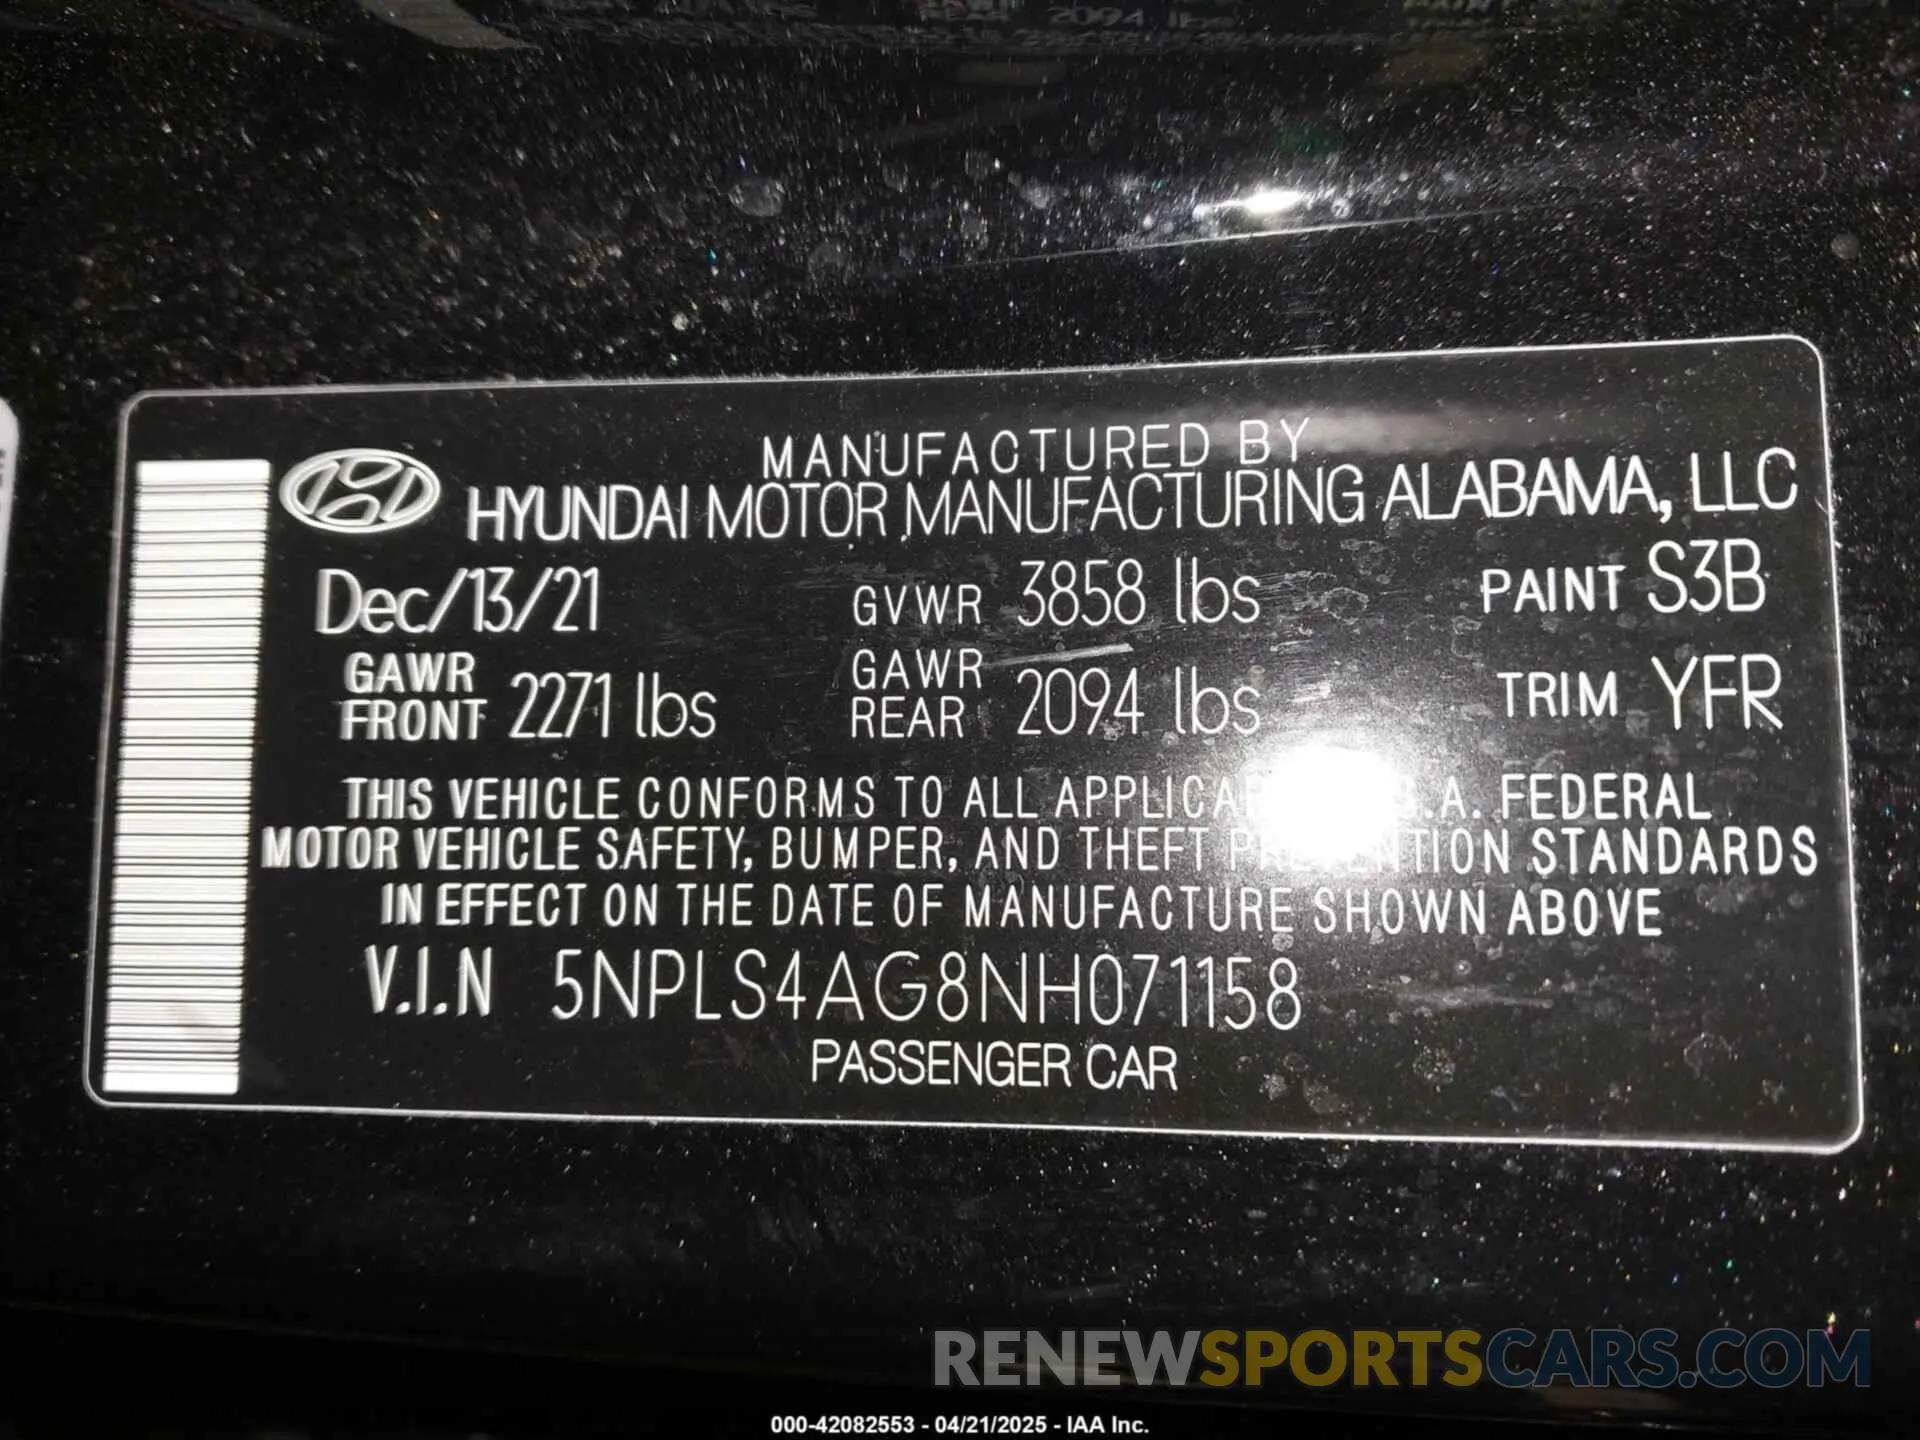 2094 lbs
MANUFACTURED BY
HYUNDAI MOTOR MANUFACTURING ALABAMA, LLC
Dec/13/21 GVWR 3858 lbs PAINT S3B
GAWR FRONT 2271 lbs GAWR REAR 2094 lbs TRIM YFR
THIS VEHICLE CONFORMS TO ALL .A. FEDERAL
MOTOR VEHICLE SAFETY, BUMPER, AND THEFT STANDARDS
IN EFFECT ON THE DATE OF MANUFACTURE SHOWN ABOVE
V.I.N 5NPLS4AG8NH071158
PASSENGER CAR
RENEWSPORTSCARS.COM
000-42082553 - 04/21/2025 - IAA Inc.